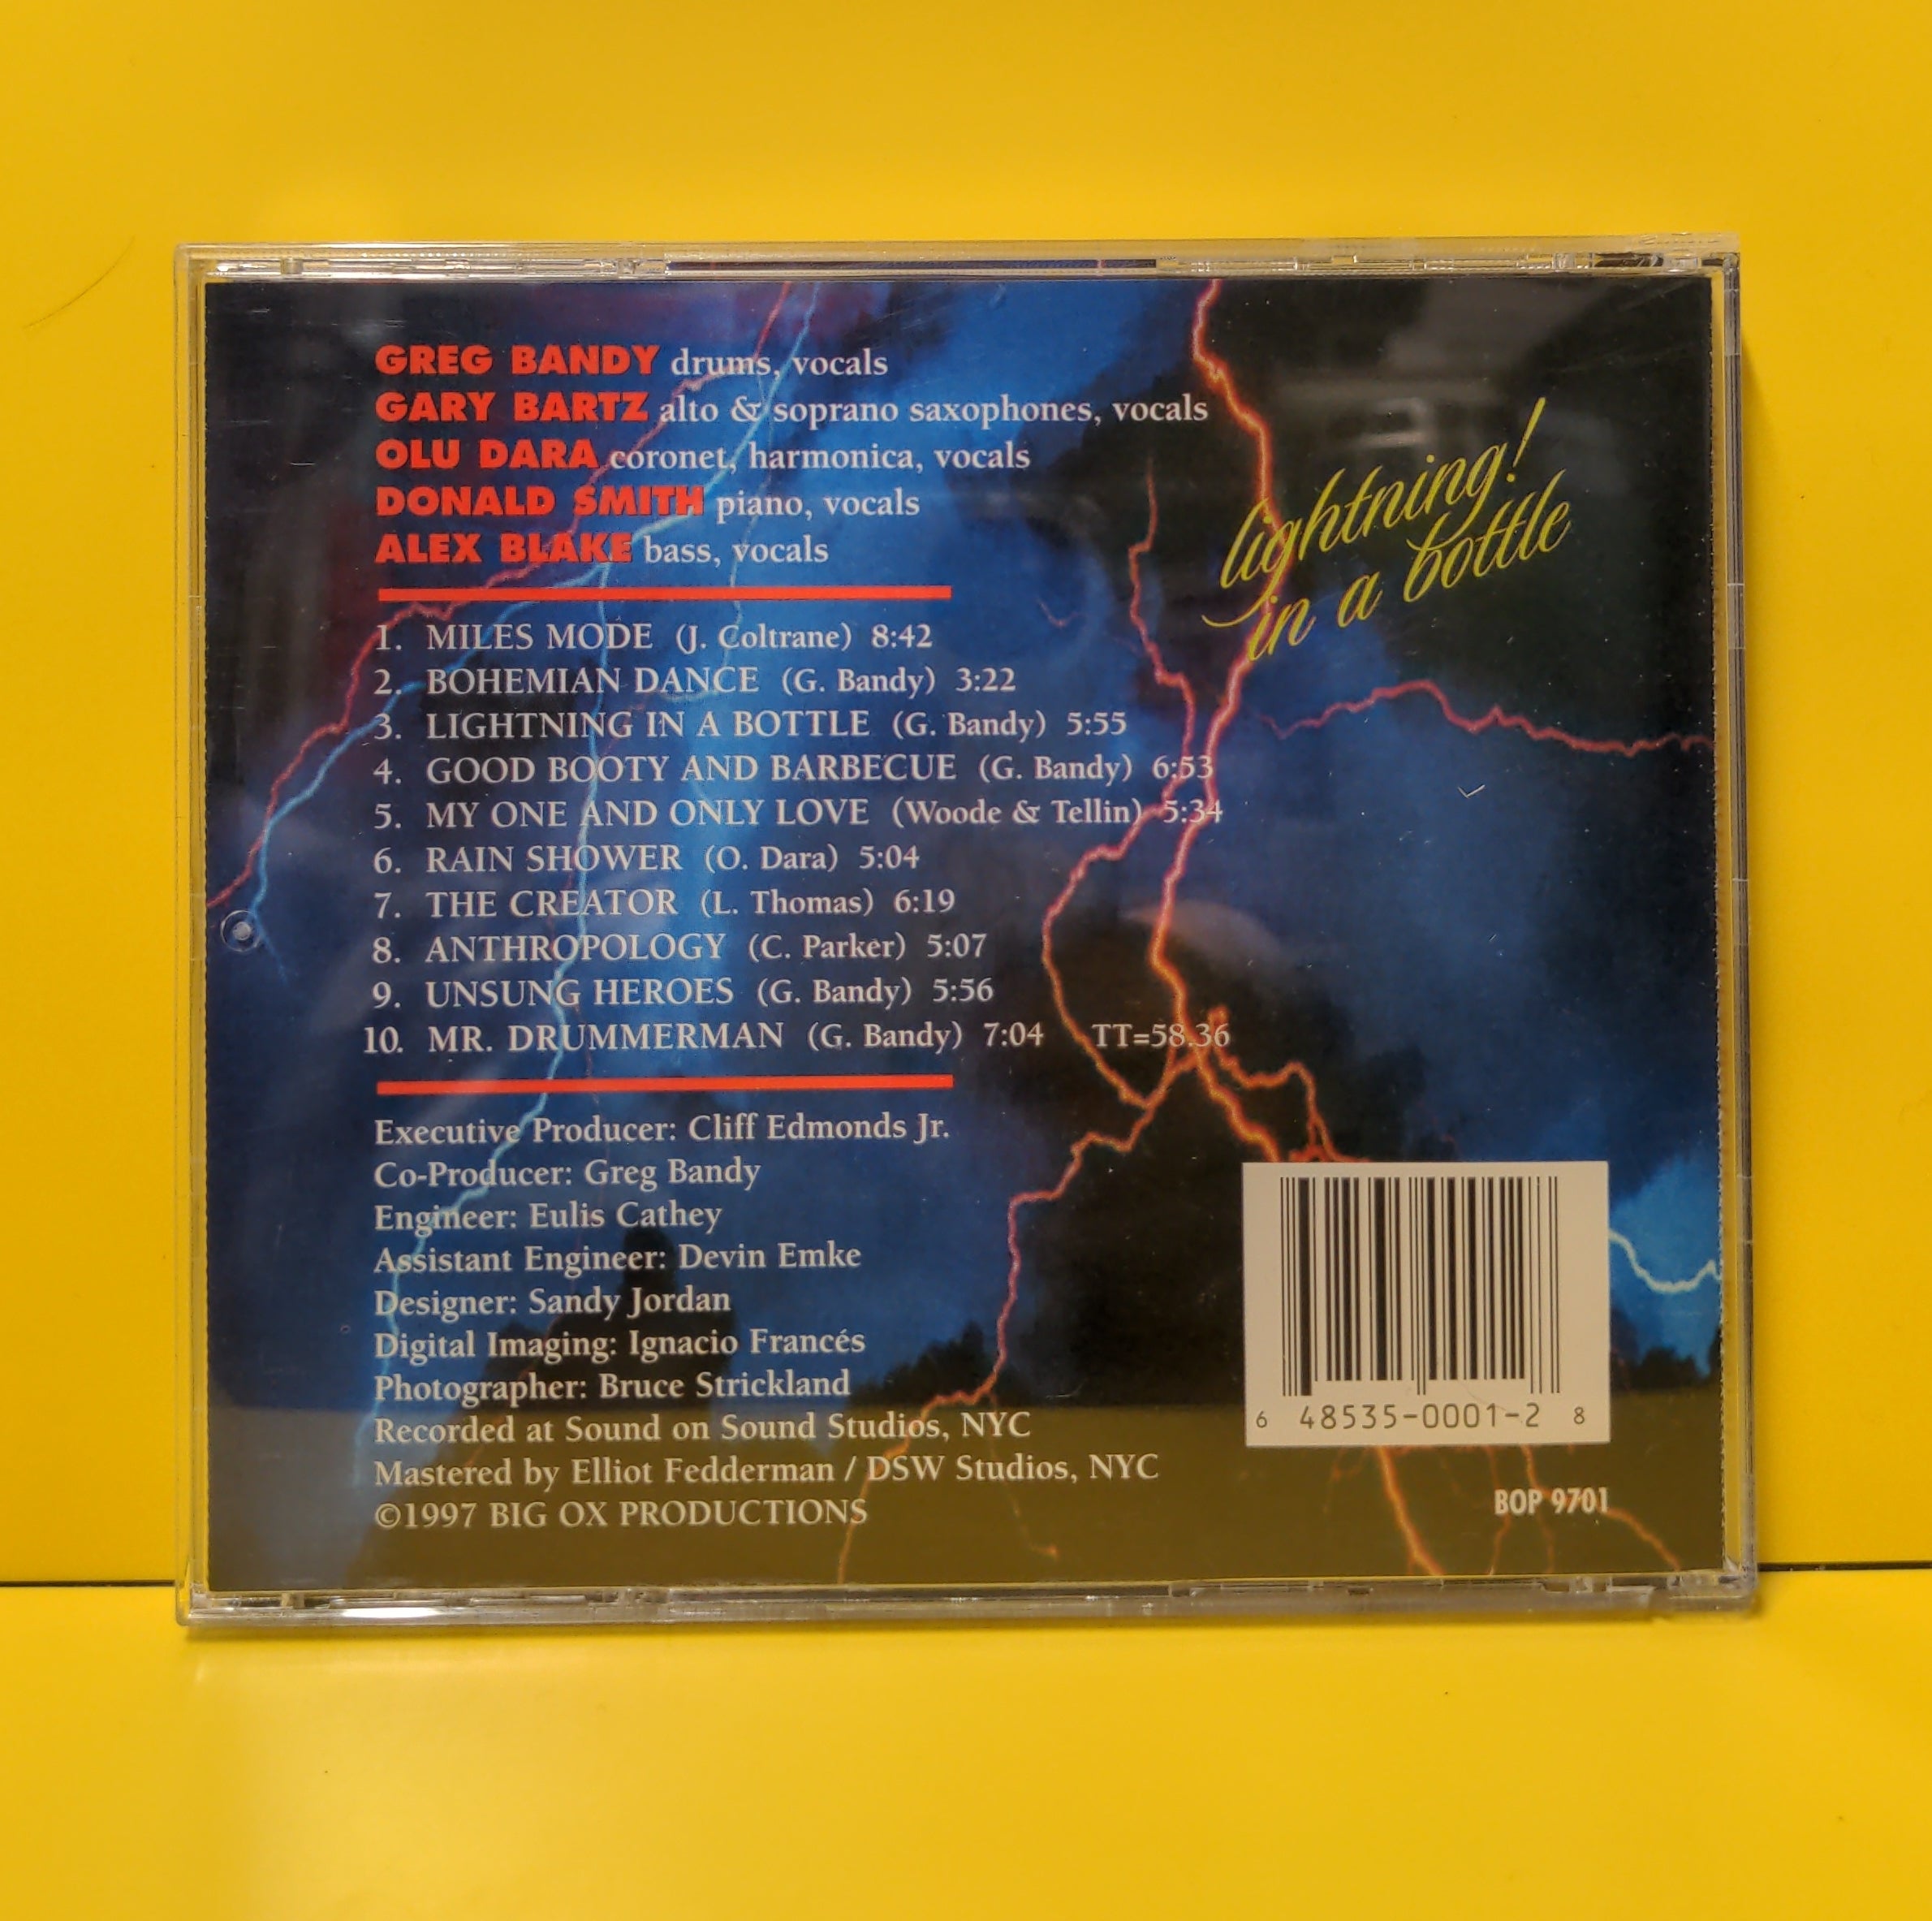 GREG BANDY drums, vocals
GARY BARTZ alto & soprano saxophones, vocals
OLU DARA coronet, harmonica, vocals
DONALD SMITH piano, vocals
ALEX BLAKE bass, vocals
lightning!
in a bottle
1. MILES MODE (J. Coltrane) 8:42
2. BOHEMIAN DANCE (G. Bandy) 3:22
3. LIGHTNING IN A BOTTLE (G. Bandy) 5:55
4. GOOD BOOTY AND BARBECUE (G. Bandy) 6:53
5. MY ONE AND ONLY LOVE (Woode & Tellin) 5:34
6. RAIN SHOWER (O. Dara) 5:04
7. THE CREATOR (L. Thomas) 6:19
8. ANTHROPOLOGY (C. Parker) 5:07
9. UNSUNG HEROES (G. Bandy) 5:56
10. MR. DRUMMERMAN (G. Bandy) 7:04 TT=58.36
Executive Producer: Cliff Edmonds Jr.
Co-Producer: Greg Bandy
Engineer: Eulis Cathey
Assistant Engineer: Devin Emke
Designer: Sandy Jordan
Digital Imaging: Ignacio Francés
Photographer: Bruce Strickland
Recorded at Sound on Sound Studios, NYC
Mastered by Elliot Fedderman / DSW Studios, NYC
©1997 BIG OX PRODUCTIONS
6 48535-0001-2 8
BOP 9701